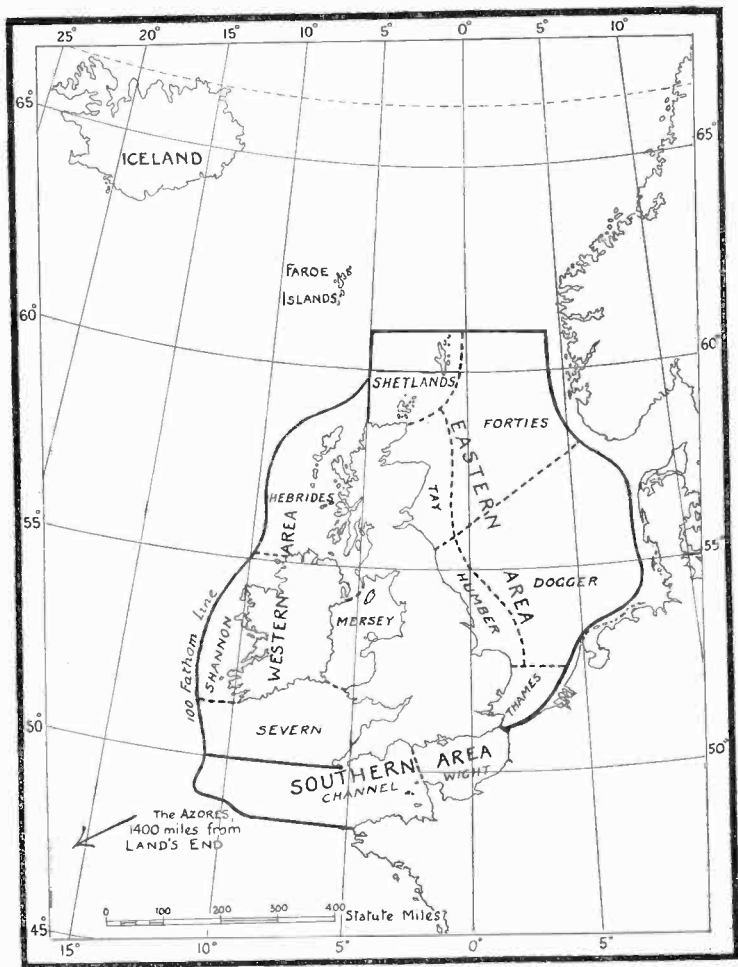 25° 20° 15° 10° 5° 0° 5° 10°
65°
65°
ICELAND
FAROE
ISLANDS
60°
60°
SHETLANDS
FORTIES
EASTERN
AREA
TAY
HEBRIDES
WESTERN
AREA
55°
55°
DOGGER
HUMBER
MERSEY
100 Fathom Line
SHANNON
THAMES
50°
50°
SEVERN
SOUTHERN AREA
CHANNEL
WIGHT
The AZORES,
1400 miles from
LAND'S END
0 100 200 300 400
Statute Miles
45°
15° 10° 5° 0° 5°